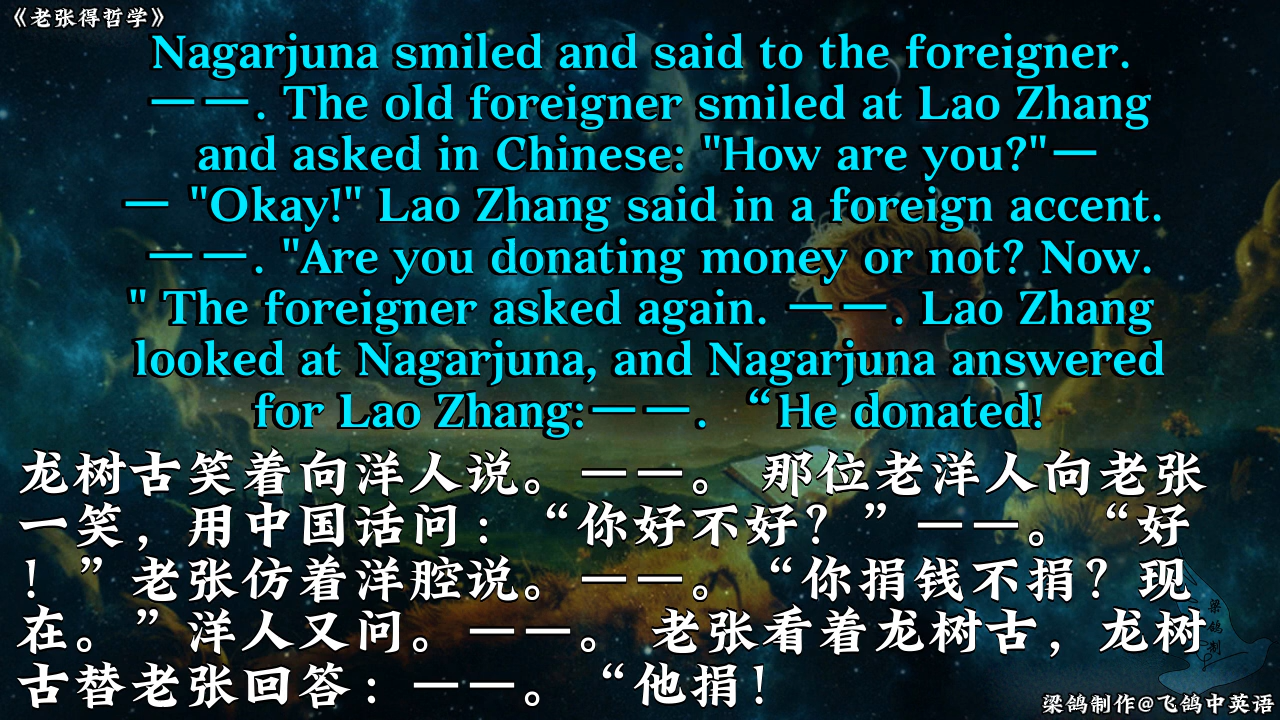 《老张得哲学》
Nagarjuna smiled and said to the foreigner.
——. The old foreigner smiled at Lao Zhang
and asked in Chinese: "How are you?"—
— "Okay!" Lao Zhang said in a foreign accent.
——. "Are you donating money or not? Now.
" The foreigner asked again. ——. Lao Zhang
looked at Nagarjuna, and Nagarjuna answered
for Lao Zhang:——. “He donated!
龙树古笑着向洋人说。——。 那位老洋人向老张
一笑，用中国话问：“你好不好？”——。“好
！”老张仿着洋腔说。——。“你捐钱不捐？现
在。”洋人又问。——。 老张看着龙树古，龙树
古替老张回答：——。“他捐！
梁鸽制
梁鸽制作@飞鸽中英语